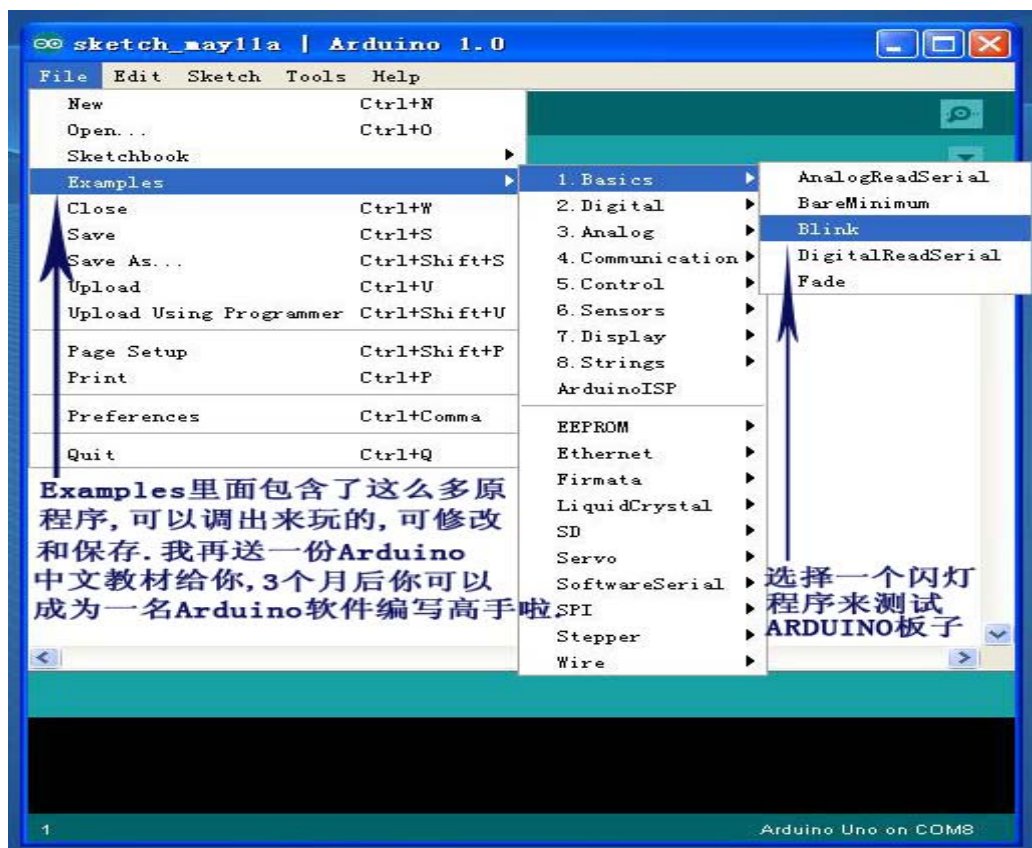 sketch_may11a | Arduino 1.0
File Edit Sketch Tools Help
New Ctrl+N
Open... Ctrl+O
Sketchbook
Examples
Close Ctrl+W
Save Ctrl+S
Save As... Ctrl+Shift+S
Upload Ctrl+U
Upload Using Programmer Ctrl+Shift+U
Page Setup Ctrl+Shift+P
Print Ctrl+P
Preferences Ctrl+Comma
Quit Ctrl+Q
1.Basics
2.Digital
3.Analog
4.Communication
5.Control
6.Sensors
7.Display
8.Strings
ArduinoISP
EEPROM
Ethernet
Firmata
LiquidCrystal
SD
Servo
SoftwareSerial
SPI
Stepper
Wire
AnalogReadSerial
BareMinimum
Blink
DigitalReadSerial
Fade
Examples里面包含了这么多原
程序,可以调出来玩的,可修改
和保存.我再送一份Arduino
中文教材给你,3个月后你可以
成为一名Arduino软件编写高手啦.
选择一个闪灯
程序来测试
ARDUINO板子
1 Arduino Uno on COM8